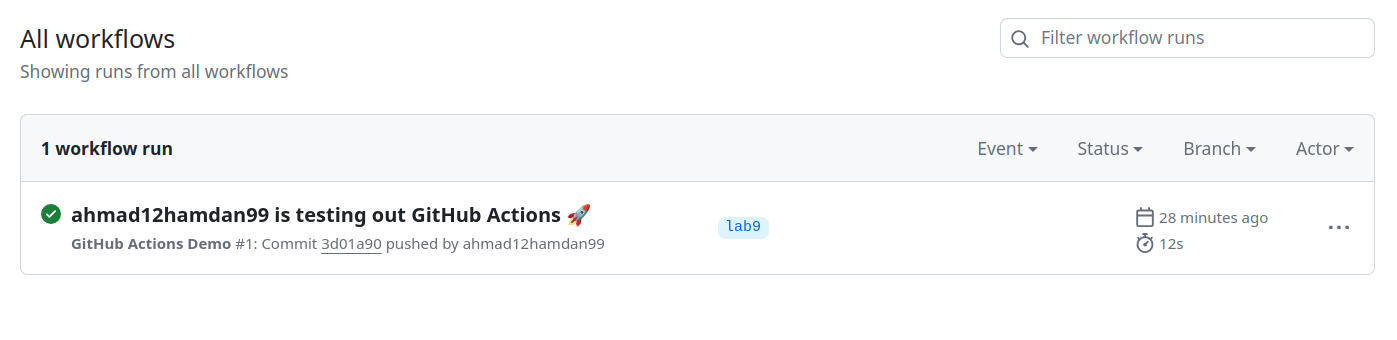 All workflows
Filter workflow runs
Showing runs from all workflows
1 workflow run
Event Status Branch Actor
ahmad12hamdan99 is testing out GitHub Actions 🚀
GitHub Actions Demo #1: Commit 3d01a90 pushed by ahmad12hamdan99
lab9
28 minutes ago
12s